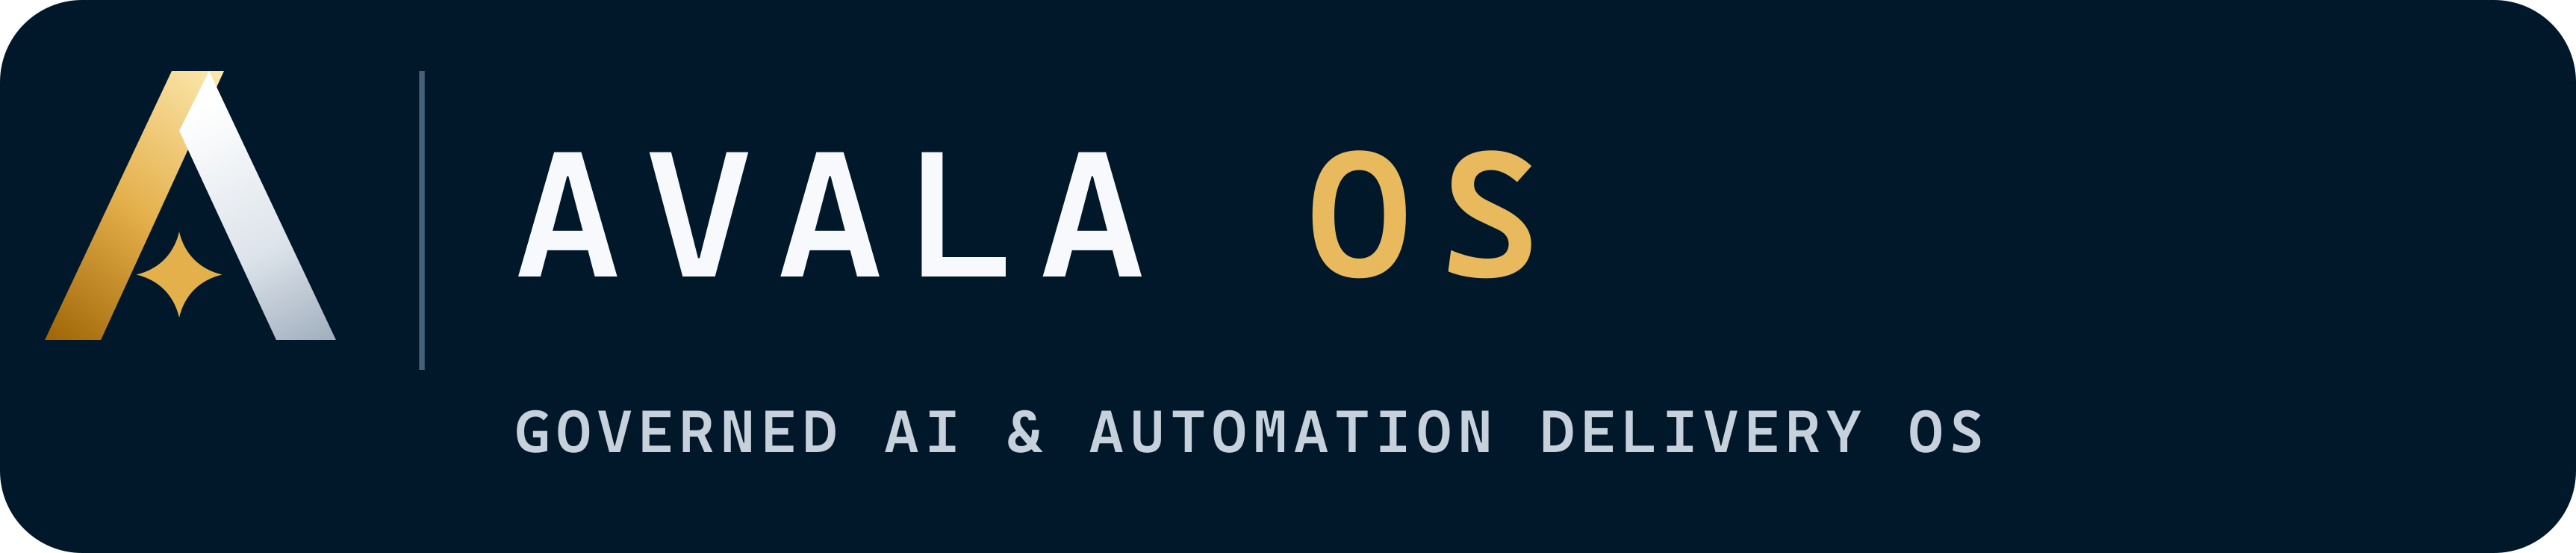 AVALA OS
GOVERNED AI & AUTOMATION DELIVERY OS